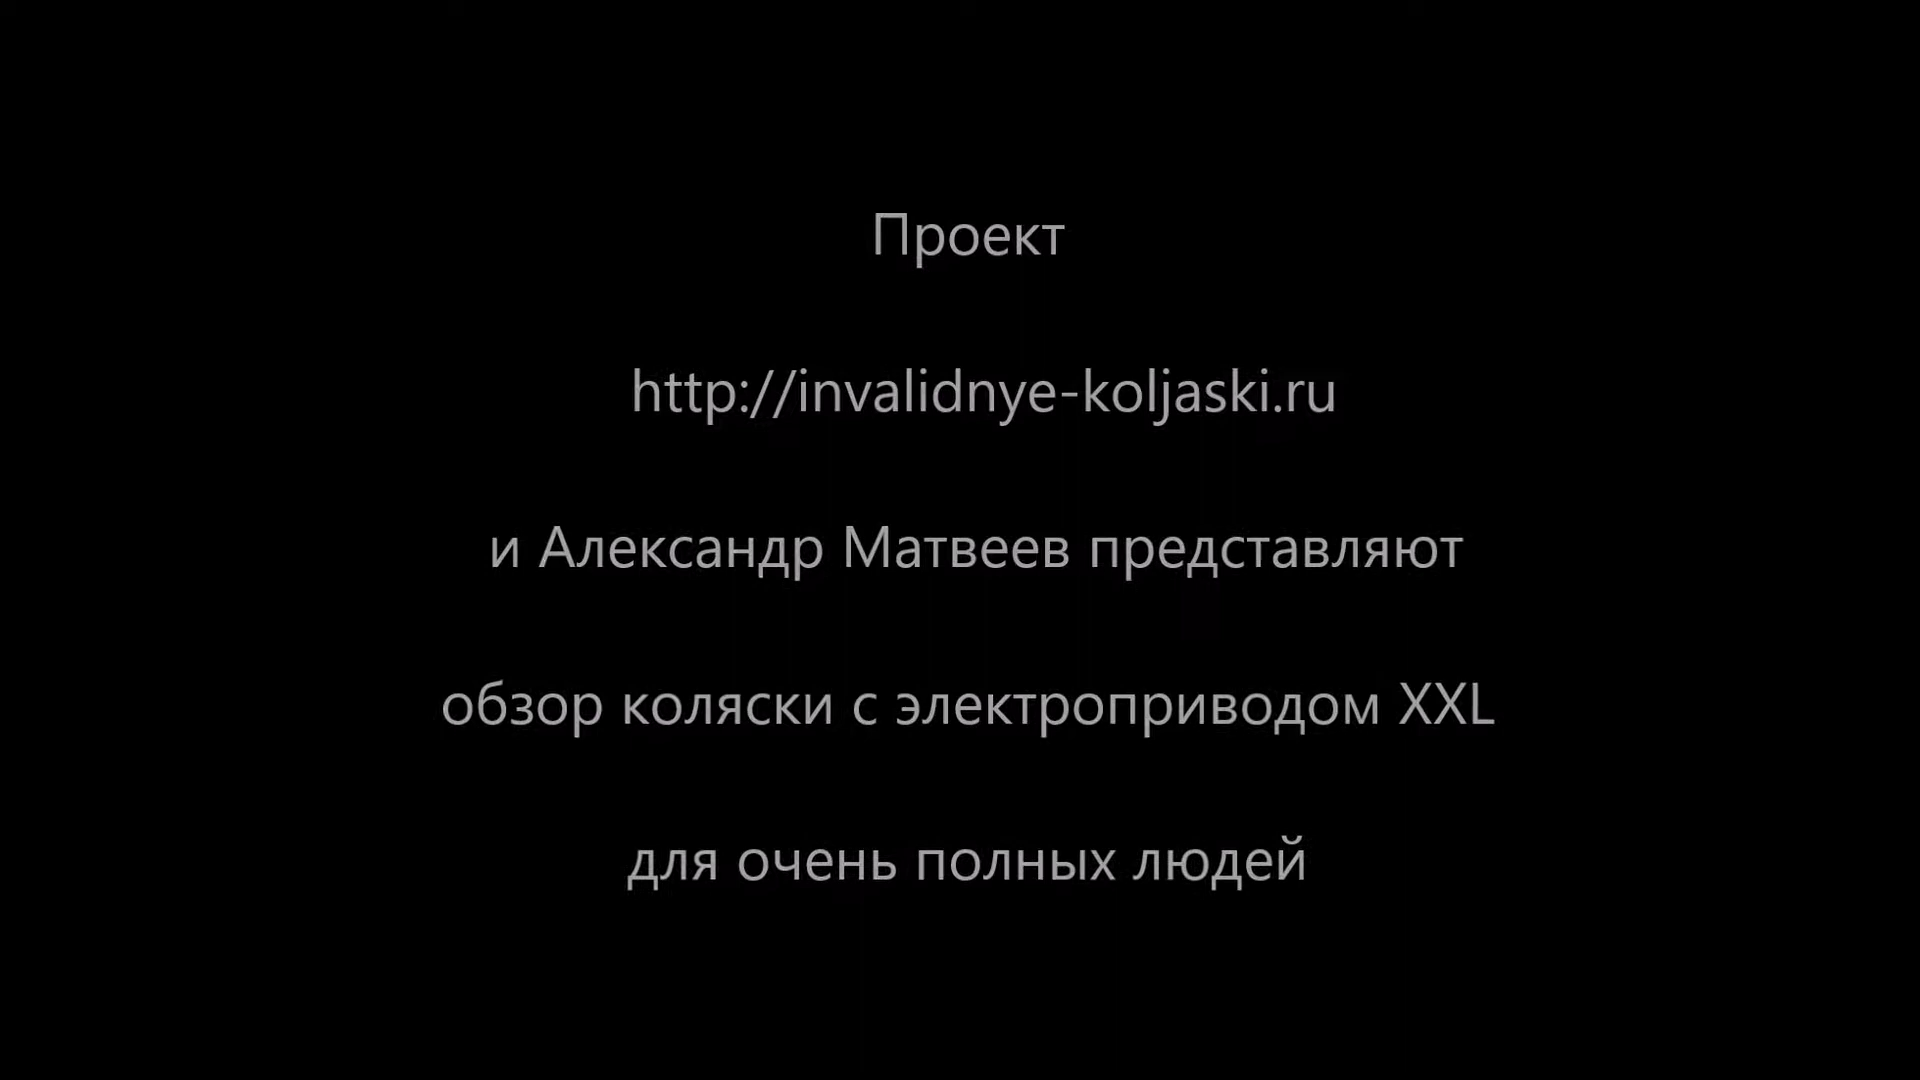 Проект
http://invalidnye-koljaski.ru
и Александр Матвеев представляют
обзор коляски с электроприводом XXL
для очень полных людей